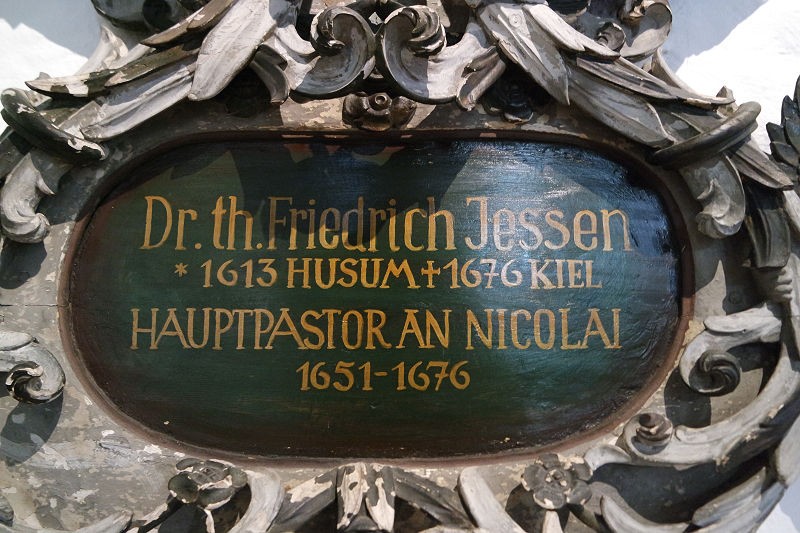 Dr. th. Friedrich Jessen
* 1613 HUSUM + 1676 KIEL
HAUPTPASTOR AN NICOLAI
1651-1676